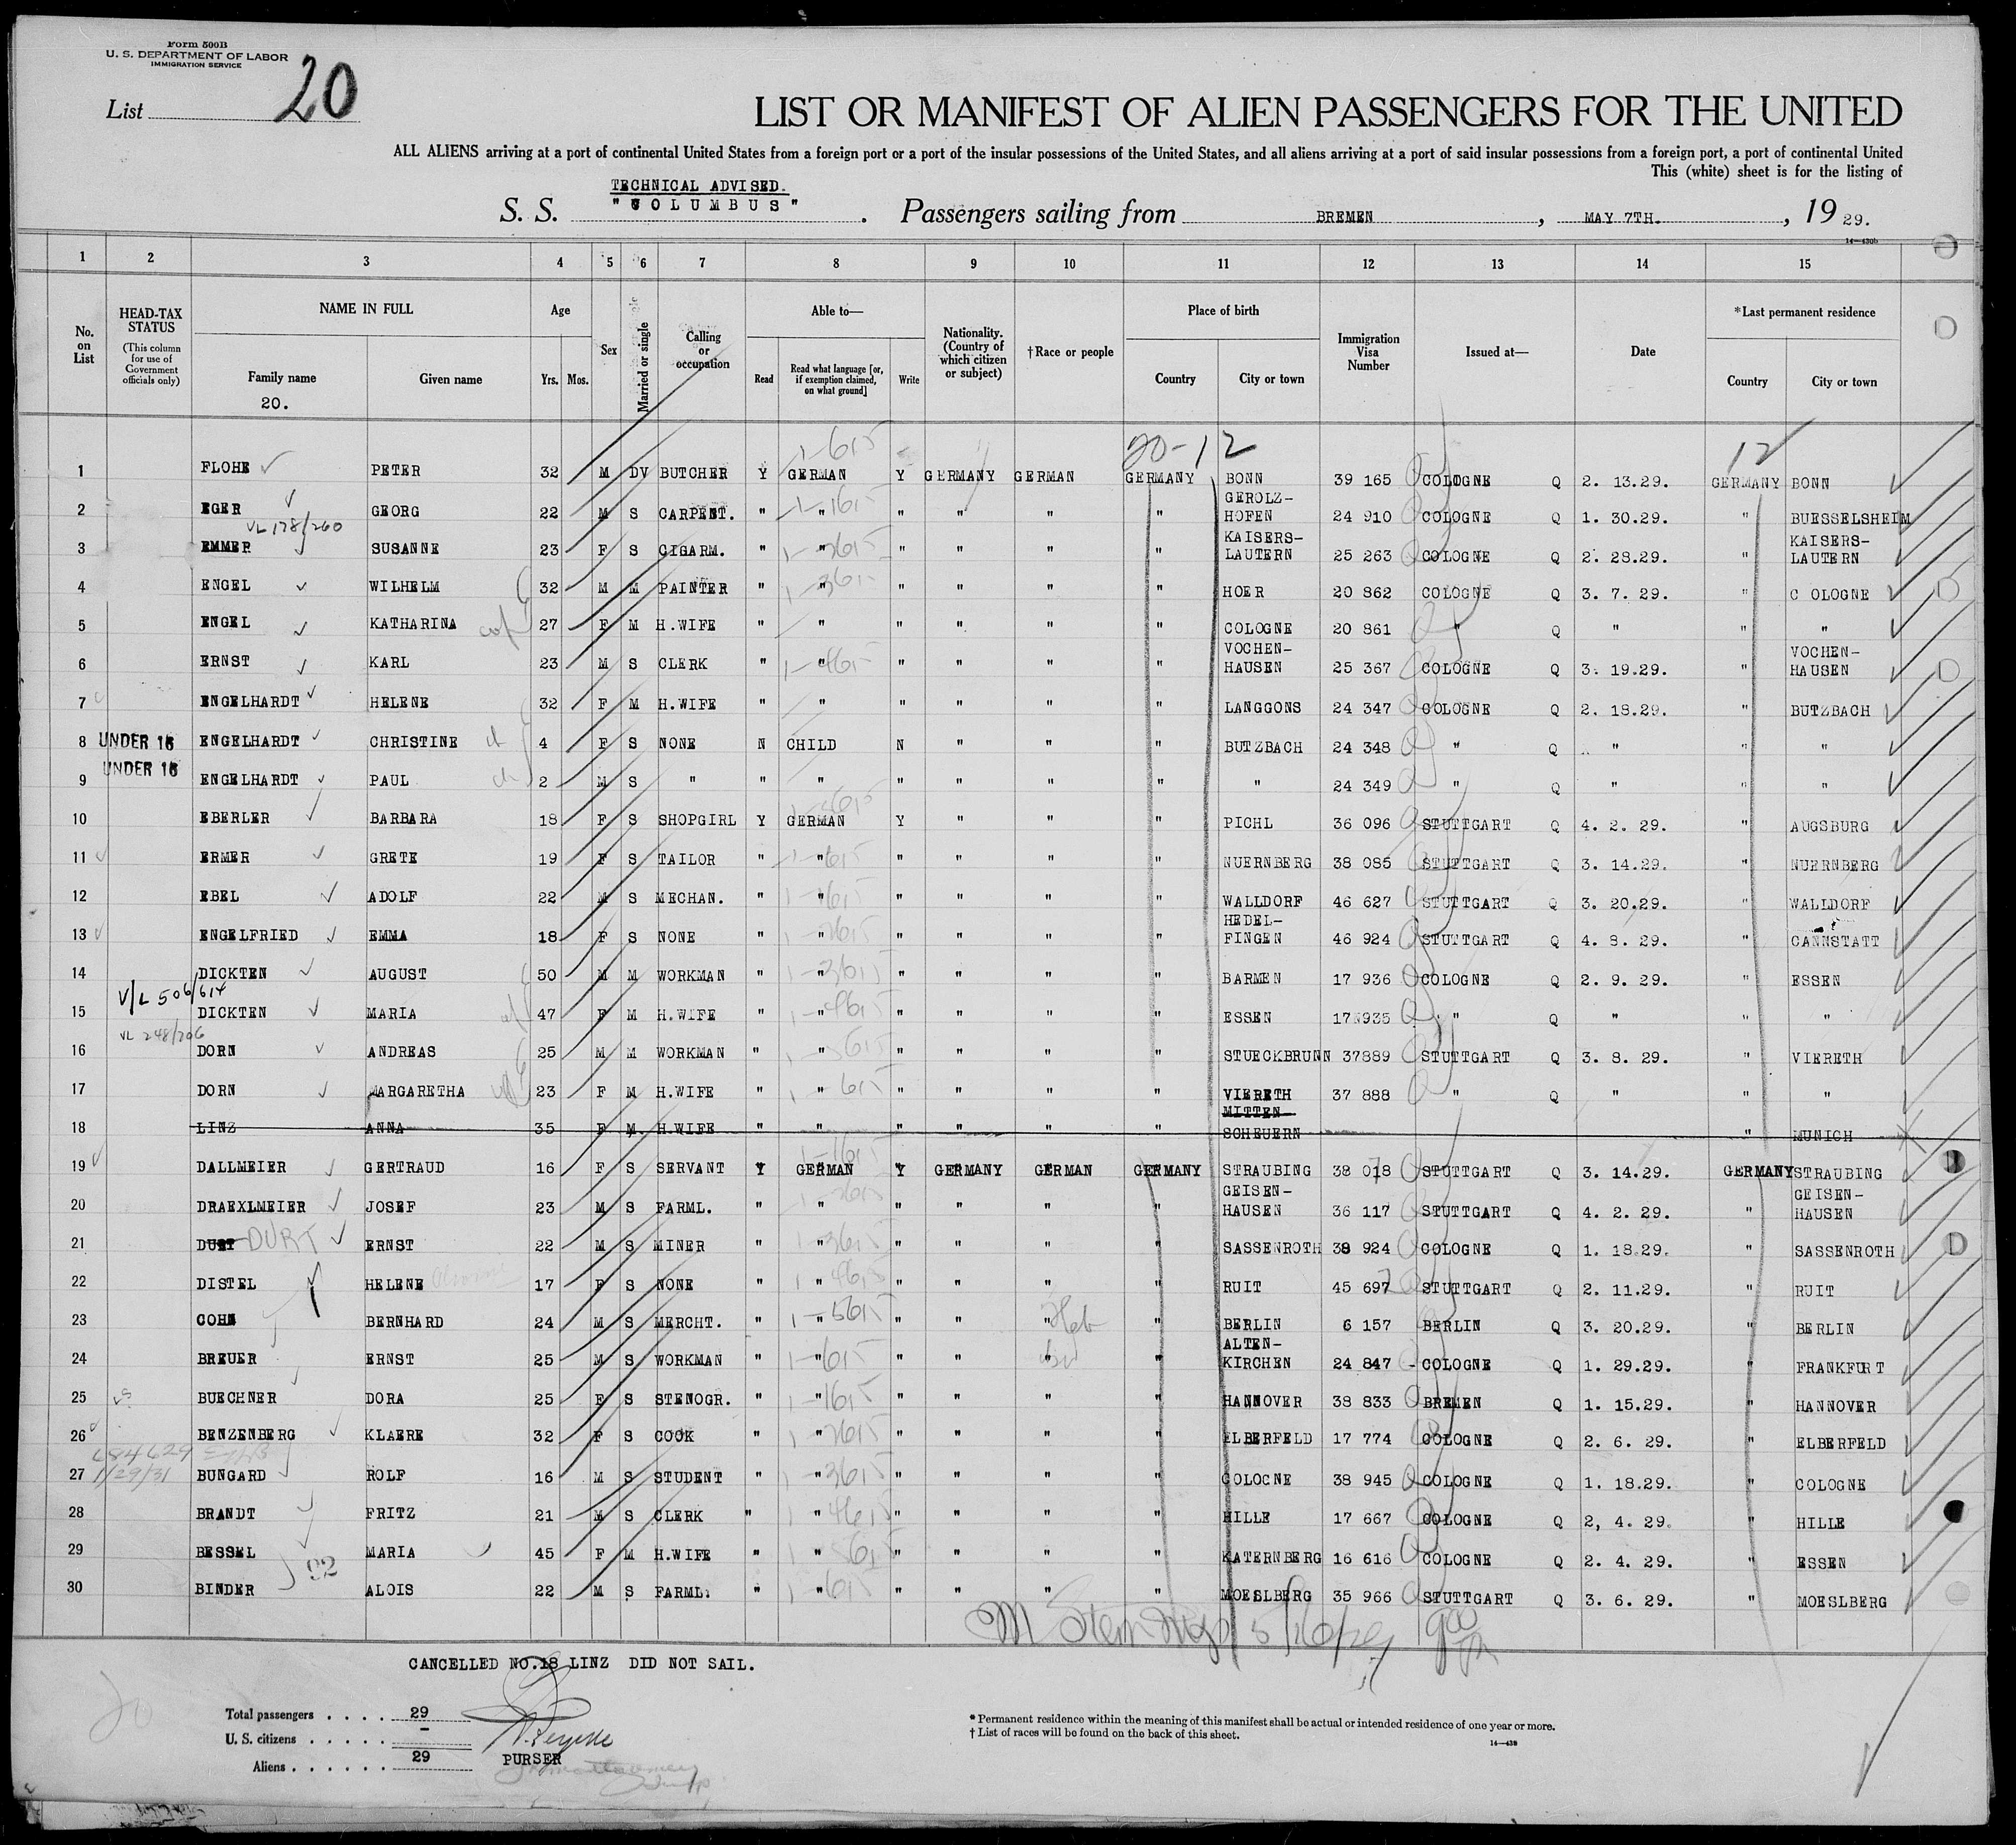 Form 500B
U. S. DEPARTMENT OF LABOR
IMMIGRATION SERVICE
List 20
LIST OR MANIFEST OF ALIEN PASSENGERS FOR THE UNITED
ALL ALIENS arriving at a port of continental United States from a foreign port or a port of the insular possessions of the United States, and all aliens arriving at a port of said insular possessions from a foreign port, a port of continental United
This (white) sheet is for the listing of
TECHNICAL ADVISED.
S. S. "COLUMBUS". Passengers sailing from BREMEN, MAY 7TH., 1929.
14—430b
1 2 3 4 5 6 7 8 9 10 11 12 13 14 15
No. on List
HEAD-TAX STATUS
(This column for use of Government officials only)
NAME IN FULL
Family name
20.
Given name
Age
Yrs. Mos.
Sex
Married or single
Calling or occupation
Able to—
Read
Read what language [or, if exemption claimed, on what ground]
Write
Nationality. (Country of which citizen or subject)
†Race or people
Place of birth
Country
City or town
Immigration Visa Number
Issued at—
Date
*Last permanent residence
Country
City or town
20-12 12
1 FLOHE PETER 32 M DV BUTCHER Y GERMAN Y GERMANY GERMAN GERMANY BONN 39 165 COLOGNE Q 2. 13.29. GERMANY BONN
2 EGER GEORG 22 M S CARPENT. " " " " " " GEROLZ-HOFEN 24 910 COLOGNE Q 1. 30.29. " BUESSELSHEIM
VL 178/260
3 EMMER SUSANNE 23 F S CIGARM. " " " " " " KAISERS-LAUTERN 25 263 COLOGNE Q 2. 28.29. " KAISERS-LAUTERN
4 ENGEL WILHELM 32 M M PAINTER " " " " " " HOER 20 862 COLOGNE Q 3. 7. 29. " C OLOGNE
5 ENGEL KATHARINA 27 F M H.WIFE " " " " " " COLOGNE 20 861 " Q " " "
6 ERNST KARL 23 M S CLERK " " " " " " VOCHEN-HAUSEN 25 367 COLOGNE Q 3. 19.29. " VOCHEN-HAUSEN
7 ENGELHARDT HELENE 32 F M H.WIFE " " " " " " LANGGONS 24 347 COLOGNE Q 2. 18.29. " BUTZBACH
8 UNDER 16 ENGELHARDT CHRISTINE 4 F S NONE N CHILD N " " " BUTZBACH 24 348 " Q " " "
9 UNDER 16 ENGELHARDT PAUL 2 M S " " " " " " " " 24 349 " Q " " "
10 EBERLER BARBARA 18 F S SHOPGIRL Y GERMAN Y " " " PICHL 36 096 STUTTGART Q 4. 2. 29. " AUGSBURG
11 ERMER GRETE 19 F S TAILOR " " " " " " NUERNBERG 38 085 STUTTGART Q 3. 14.29. " NUERNBERG
12 EBEL ADOLF 22 M S MECHAN. " " " " " " WALLDORF 46 627 STUTTGART Q 3. 20.29. " WALLDORF
13 ENGELFRIED EMMA 18 F S NONE " " " " " " HEDEL-FINGEN 46 924 STUTTGART Q 4. 8. 29. " CANNSTATT
14 DICKTEN AUGUST 50 M M WORKMAN " " " " " " BARMEN 17 936 COLOGNE Q 2. 9. 29. " ESSEN
V/L 506/614
15 DICKTEN MARIA 47 F M H.WIFE " " " " " " ESSEN 17 935 " Q " " "
VL 248/206
16 DORN ANDREAS 25 M M WORKMAN " " " " " " STUECKBRUNN 37889 STUTTGART Q 3. 8. 29. " VIERETH
17 DORN MARGARETHA 23 F M H.WIFE " " " " " " VIERETH 37 888 " Q " " "
18 LINZ ANNA 35 F M H.WIFE " " " " " " MITTEN-SCHEUERN " MUNICH
19 DALLMEIER GERTRAUD 16 F S SERVANT Y GERMAN Y GERMANY GERMAN GERMANY STRAUBING 38 078 STUTTGART Q 3. 14.29. GERMANY STRAUBING
20 DRAEXLMEIER JOSEF 23 M S FARML. " " " " " " GEISEN-HAUSEN 36 117 STUTTGART Q 4. 2. 29. " GEISEN-HAUSEN
21 DURT ERNST 22 M S MINER " " " " " " SASSENROTH 38 924 COLOGNE Q 1. 18.29. " SASSENROTH
22 DISTEL HELENE 17 F S NONE " " " " " " RUIT 45 697 STUTTGART Q 2. 11.29. " RUIT
23 COHN BERNHARD 24 M S MERCHT. " " " " " Heb " BERLIN 6 157 BERLIN Q 3. 20.29. " BERLIN
24 BREUER ERNST 25 M S WORKMAN " " " " " " ALTEN-KIRCHEN 24 847 COLOGNE Q 1. 29.29. " FRANKFURT
25 BUECHNER DORA 25 F S STENOGR. " " " " " " HANNOVER 38 833 BREMEN Q 1. 15.29. " HANNOVER
26 BENZENBERG KLAERE 32 F S COOK " " " " " " ELBERFELD 17 774 COLOGNE Q 2. 6. 29. " ELBERFELD
27 1/29/31 BUNGARD ROLF 16 M S STUDENT " " " " " " COLOGNE 38 945 COLOGNE Q 1. 18.29. " COLOGNE
28 BRANDT FRITZ 21 M S CLERK " " " " " " HILLE 17 667 COLOGNE Q 2, 4. 29. " HILLE
29 BESSEL MARIA 45 F M H.WIFE " " " " " " KATERNBERG 16 616 COLOGNE Q 2. 4. 29. " ESSEN
30 BINDER ALOIS 22 M S FARML. " " " " " " MOESLBERG 35 966 STUTTGART Q 3. 6. 29. " MOESLBERG
CANCELLED NO.18 LINZ DID NOT SAIL.
Total passengers . . . . 29
U. S. citizens . . . . . –
Aliens . . . . . . 29
PURSER
* Permanent residence within the meaning of this manifest shall be actual or intended residence of one year or more.
† List of races will be found on the back of this sheet.